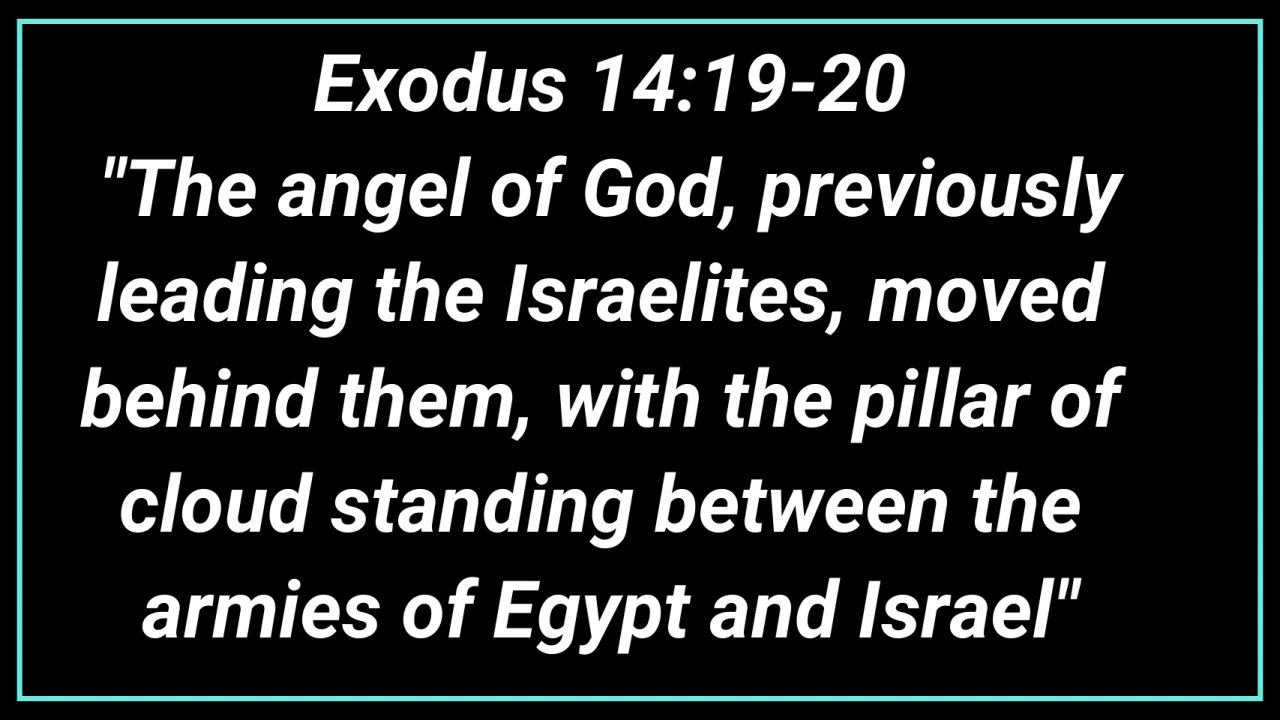 Exodus 14:19-20
"The angel of God, previously
leading the Israelites, moved
behind them, with the pillar of
cloud standing between the
armies of Egypt and Israel"